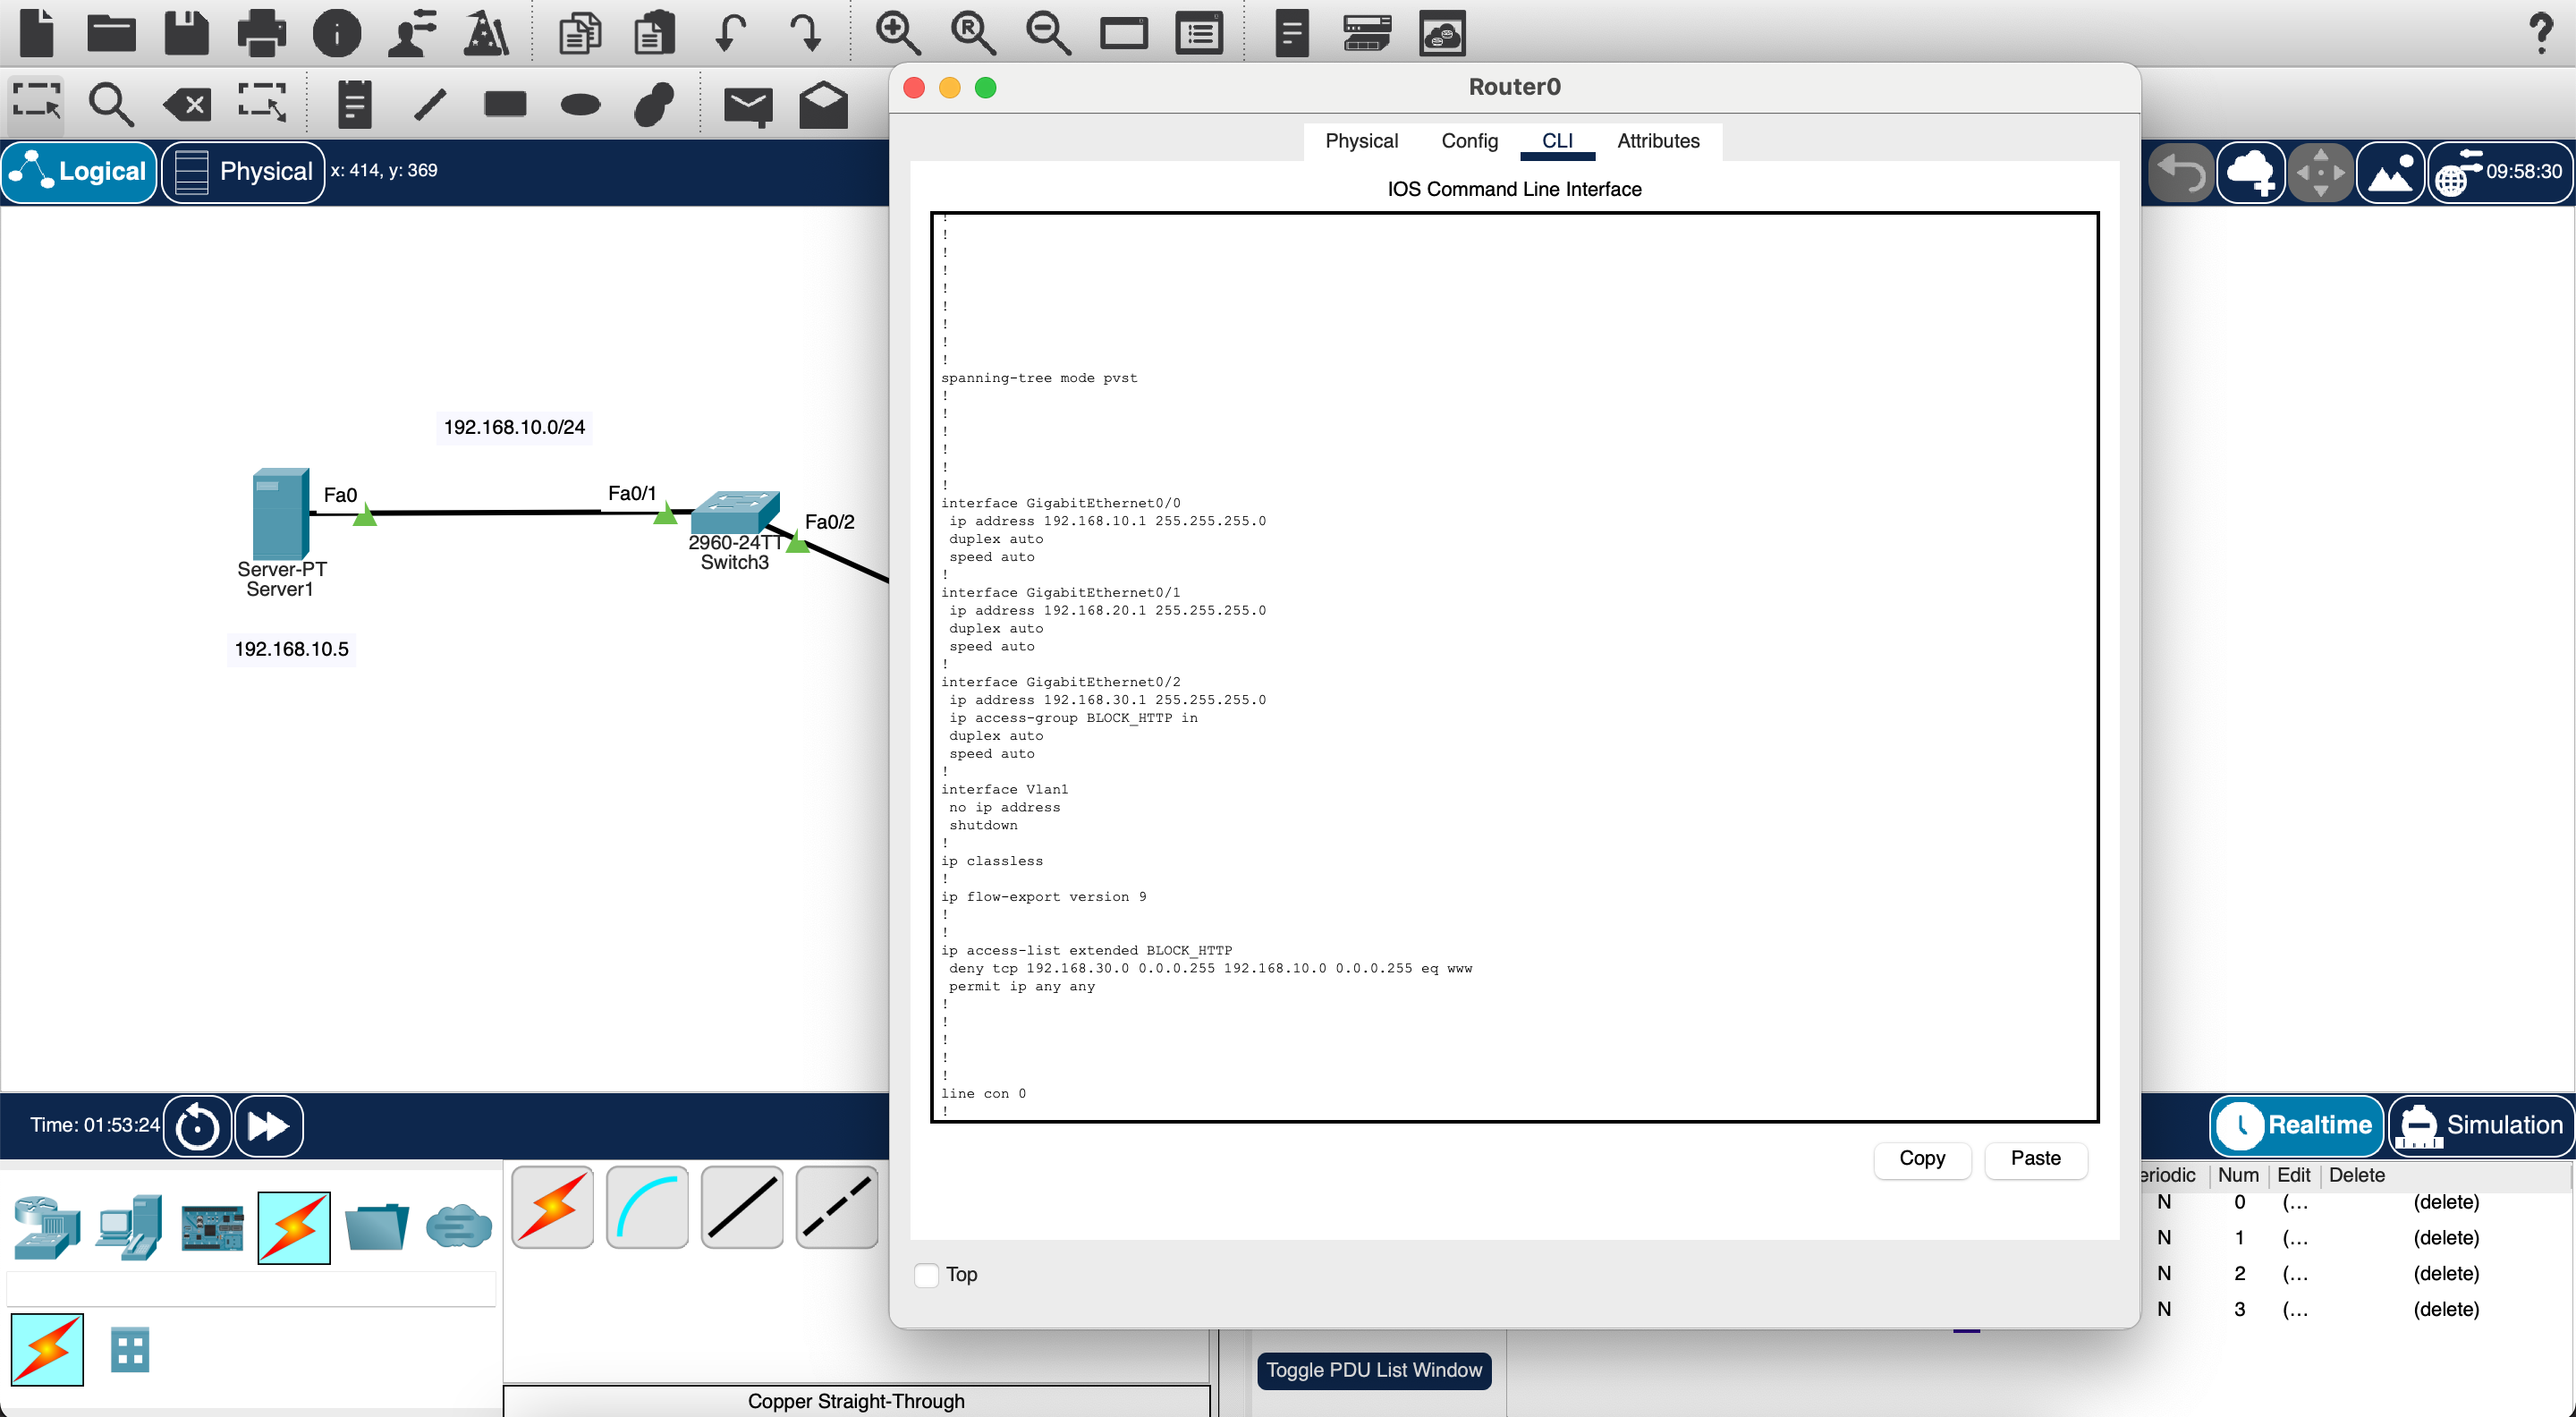 Router0
Physical Config CLI Attributes
Logical Physical x: 414, y: 369
09:58:30
IOS Command Line Interface
!
!
!
!
!
!
!
!
!
spanning-tree mode pvst
!
!
!
!
!
!
interface GigabitEthernet0/0
ip address 192.168.10.1 255.255.255.0
duplex auto
speed auto
!
interface GigabitEthernet0/1
ip address 192.168.20.1 255.255.255.0
duplex auto
speed auto
!
interface GigabitEthernet0/2
ip address 192.168.30.1 255.255.255.0
ip access-group BLOCK_HTTP in
duplex auto
speed auto
!
interface Vlan1
no ip address
shutdown
!
ip classless
!
ip flow-export version 9
!
!
ip access-list extended BLOCK_HTTP
deny tcp 192.168.30.0 0.0.0.255 192.168.10.0 0.0.0.255 eq www
permit ip any any
!
!
!
!
!
line con 0
!
Copy Paste
Top
192.168.10.0/24
Fa0 Fa0/1
Fa0/2
2960-24TT
Switch3
Server-PT
Server1
192.168.10.5
Time: 01:53:24
Realtime Simulation
eriodic Num Edit Delete
N 0 (... (delete)
N 1 (... (delete)
N 2 (... (delete)
N 3 (... (delete)
Toggle PDU List Window
Copper Straight-Through